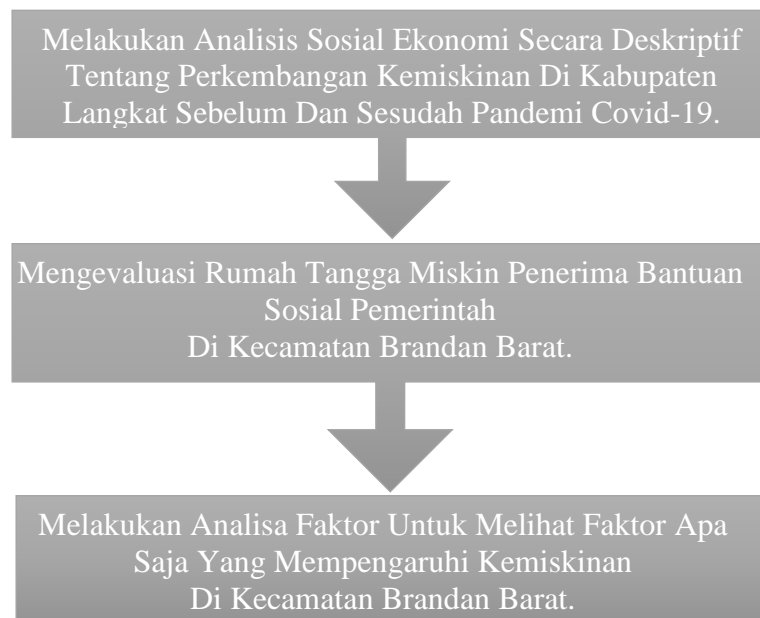 Melakukan Analisis Sosial Ekonomi Secara Deskriptif
Tentang Perkembangan Kemiskinan Di Kabupaten
Langkat Sebelum Dan Sesudah Pandemi Covid-19.
Mengevaluasi Rumah Tangga Miskin Penerima Bantuan
Sosial Pemerintah
Di Kecamatan Brandan Barat.
Melakukan Analisa Faktor Untuk Melihat Faktor Apa
Saja Yang Mempengaruhi Kemiskinan
Di Kecamatan Brandan Barat.